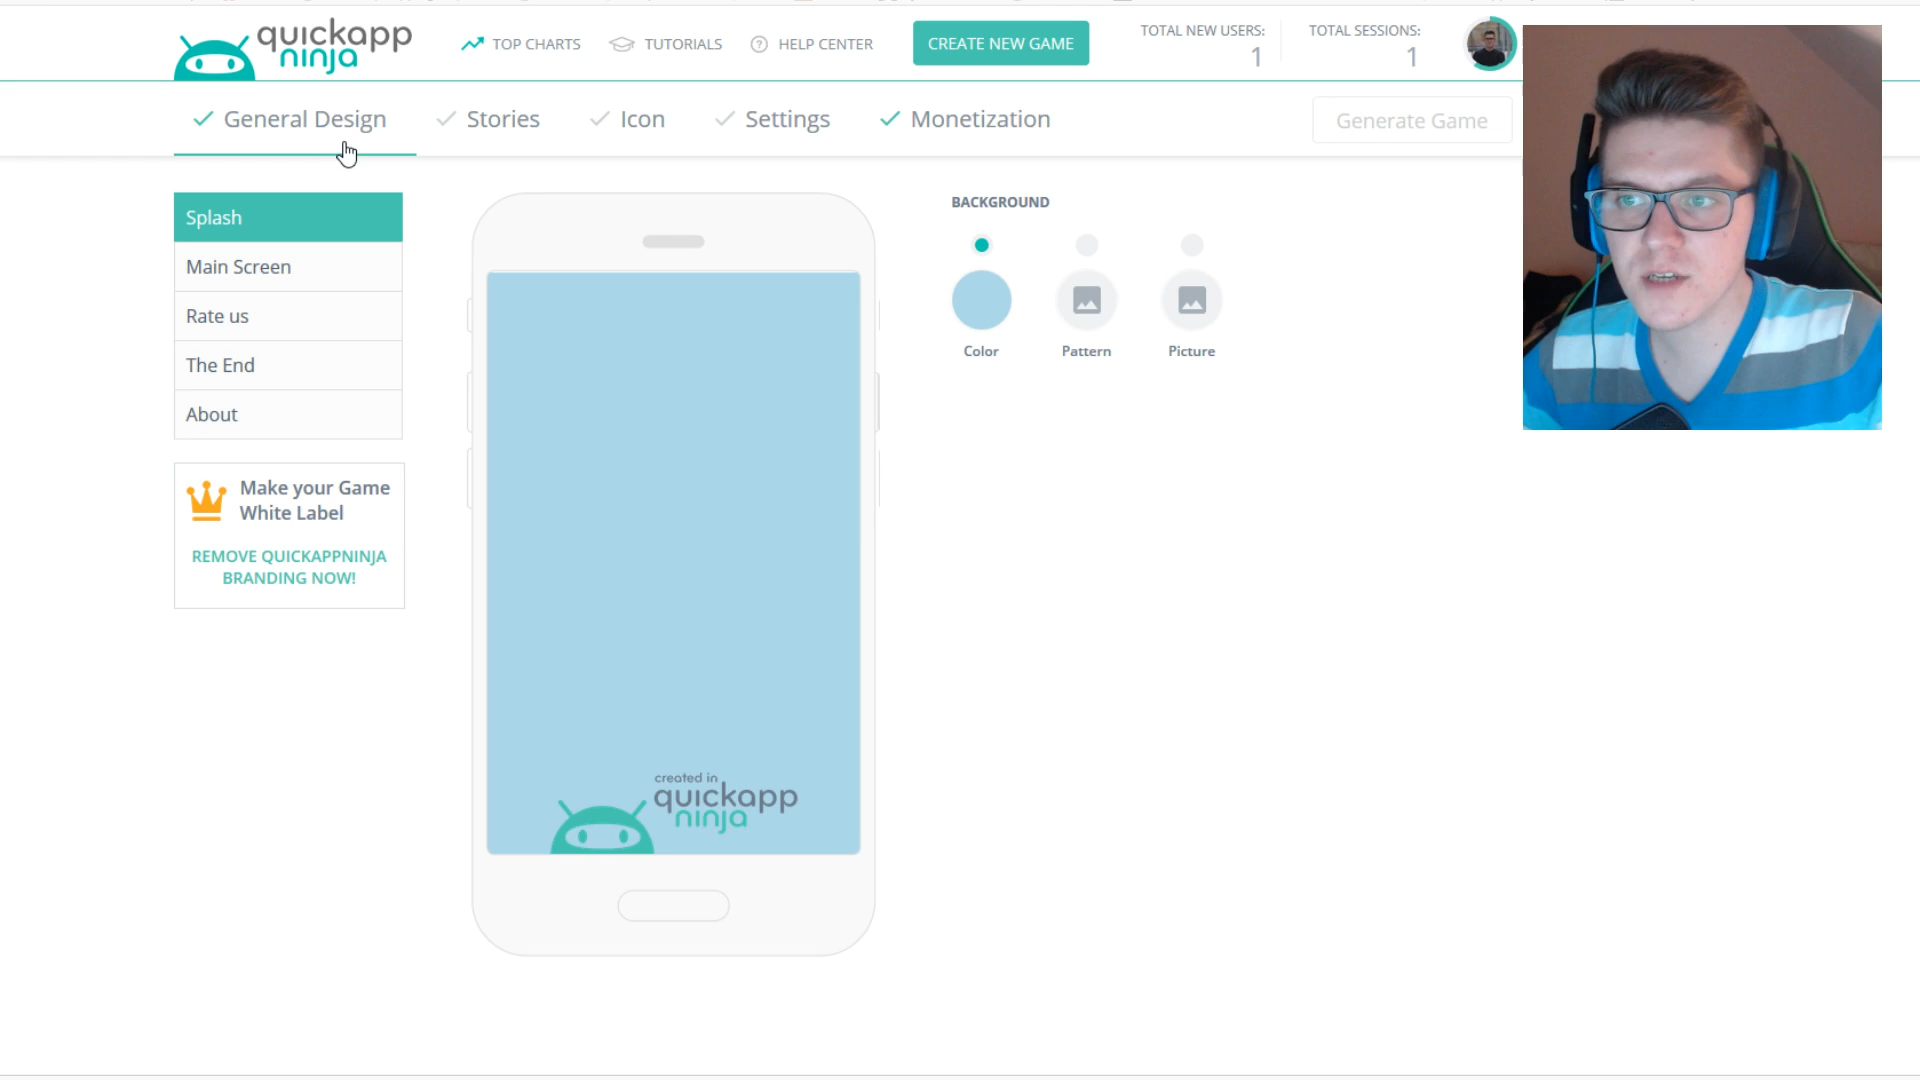 quickapp
ninja
TOP CHARTS
TUTORIALS
HELP CENTER
CREATE NEW GAME
TOTAL NEW USERS:
1
TOTAL SESSIONS:
1
General Design
Stories
Icon
Settings
Monetization
Generate Game
Splash
Main Screen
Rate us
The End
About
Make your Game
White Label
REMOVE QUICKAPPNINJA
BRANDING NOW!
created in
quickapp
ninja
BACKGROUND
Color
Pattern
Picture